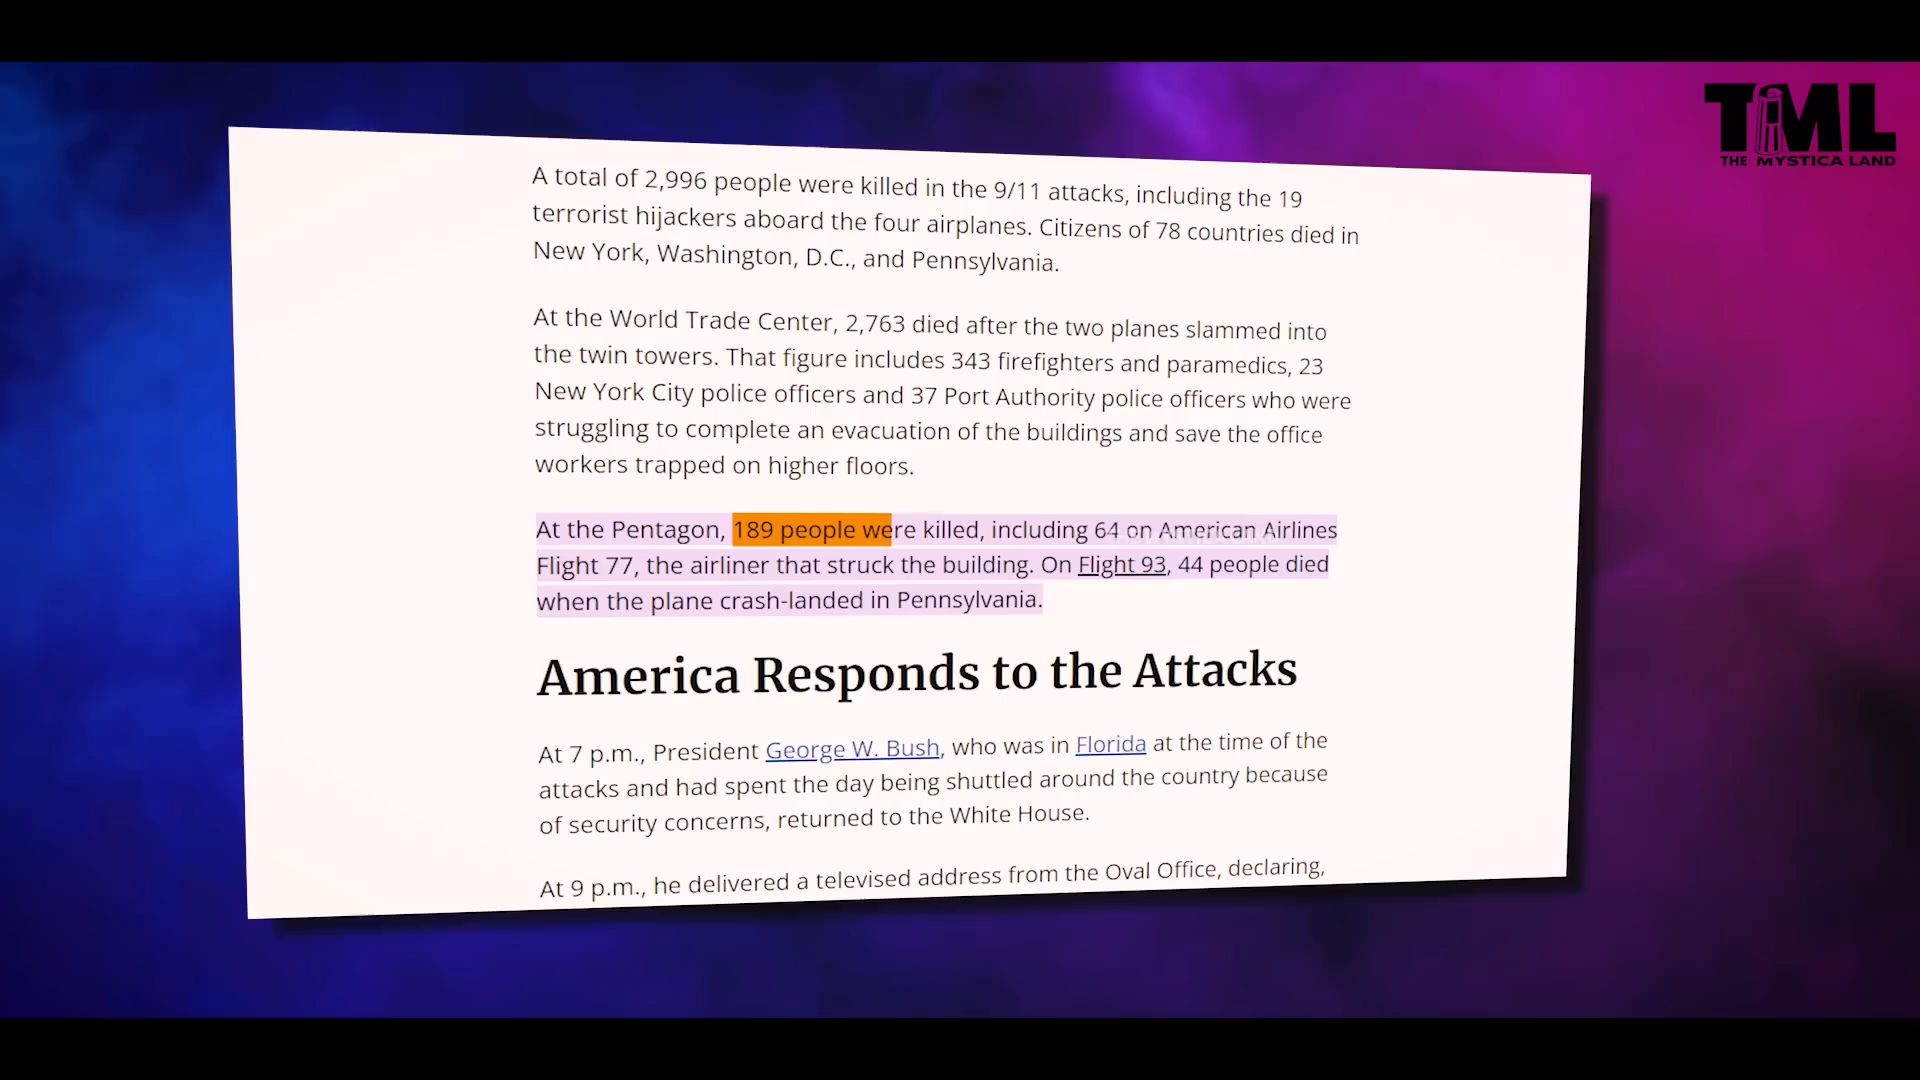 TML
THE MYSTICA LAND
A total of 2,996 people were killed in the 9/11 attacks, including the 19
terrorist hijackers aboard the four airplanes. Citizens of 78 countries died in
New York, Washington, D.C., and Pennsylvania.
At the World Trade Center, 2,763 died after the two planes slammed into
the twin towers. That figure includes 343 firefighters and paramedics, 23
New York City police officers and 37 Port Authority police officers who were
struggling to complete an evacuation of the buildings and save the office
workers trapped on higher floors.
At the Pentagon, 189 people were killed, including 64 on American Airlines
Flight 77, the airliner that struck the building. On Flight 93, 44 people died
when the plane crash-landed in Pennsylvania.
America Responds to the Attacks
At 7 p.m., President George W. Bush, who was in Florida at the time of the
attacks and had spent the day being shuttled around the country because
of security concerns, returned to the White House.
At 9 p.m., he delivered a televised address from the Oval Office, declaring,